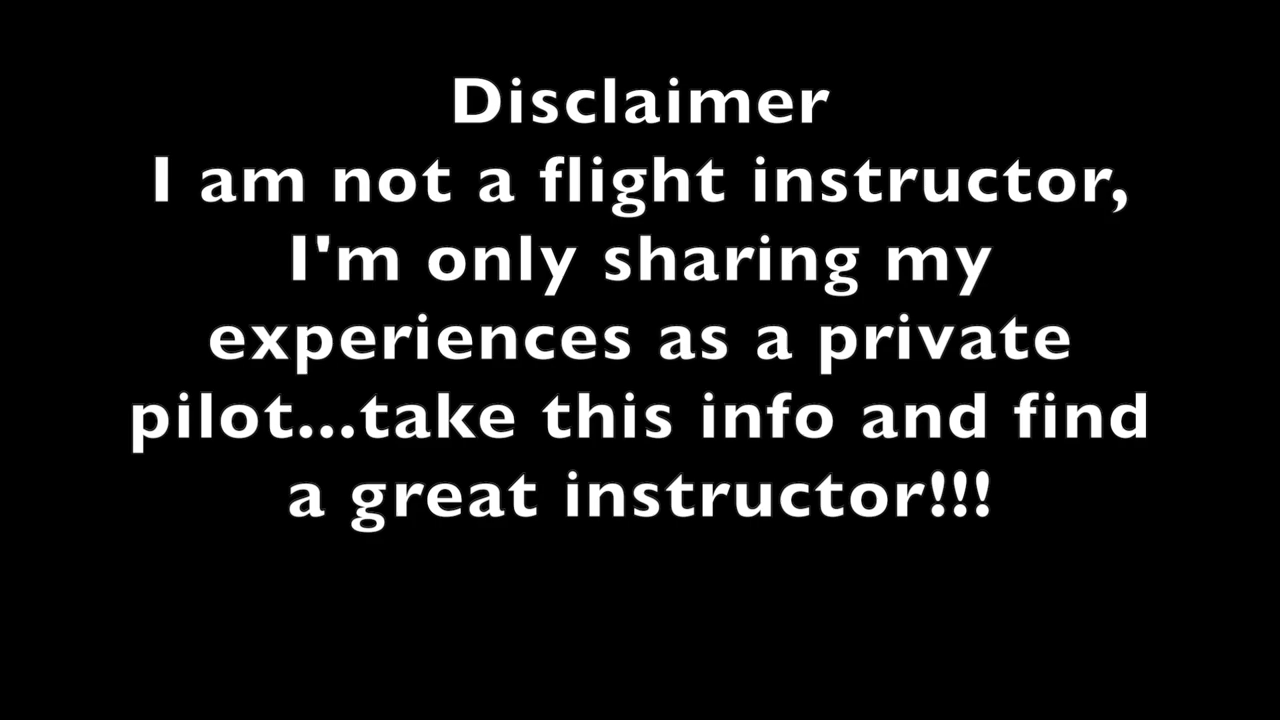 Disclaimer
I am not a flight instructor,
I'm only sharing my
experiences as a private
pilot...take this info and find
a great instructor!!!